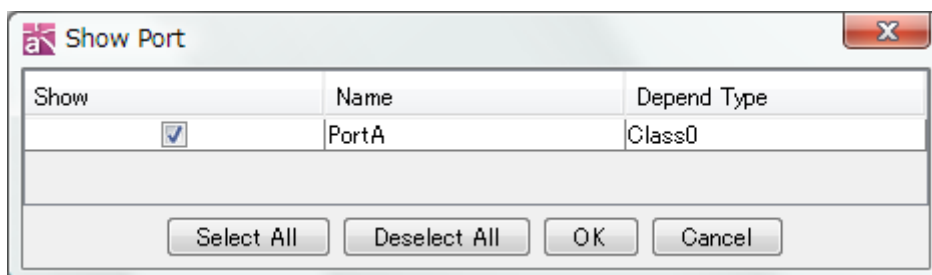 Show Port
Show Name Depend Type
PortA Class0
Select All Deselect All OK Cancel